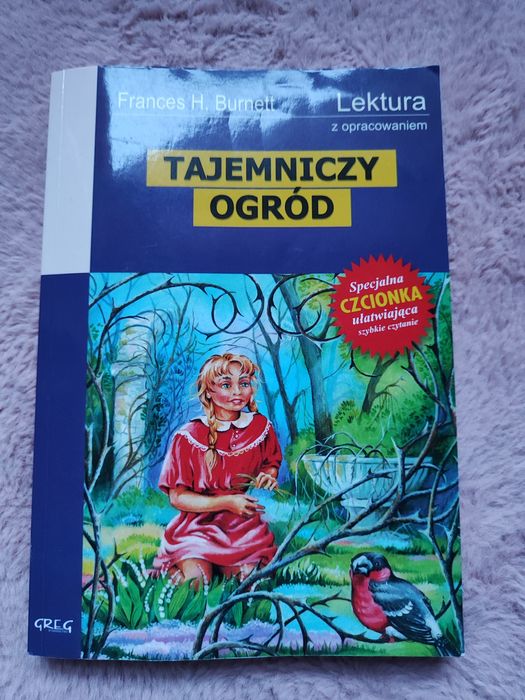 Frances H. Burnett
Lektura
z opracowaniem
TAJEMNICZY
OGRÓD
Specjalna
CZCIONKA
ułatwiająca
szybkie czytanie
GREG